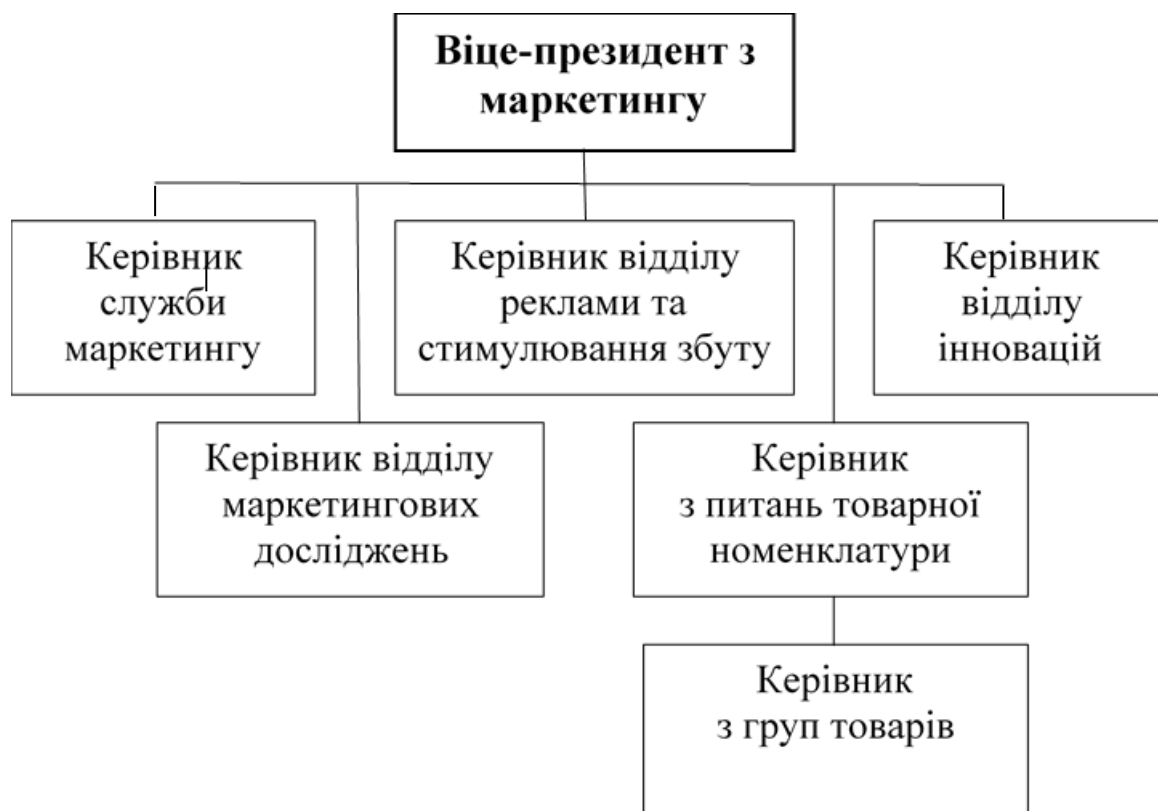 Віце-президент з
маркетингу
Керівник
служби
маркетингу
Керівник відділу
реклами та
стимулювання збуту
Керівник
відділу
інновацій
Керівник відділу
маркетингових
досліджень
Керівник
з питань товарної
номенклатури
Керівник
з груп товарів